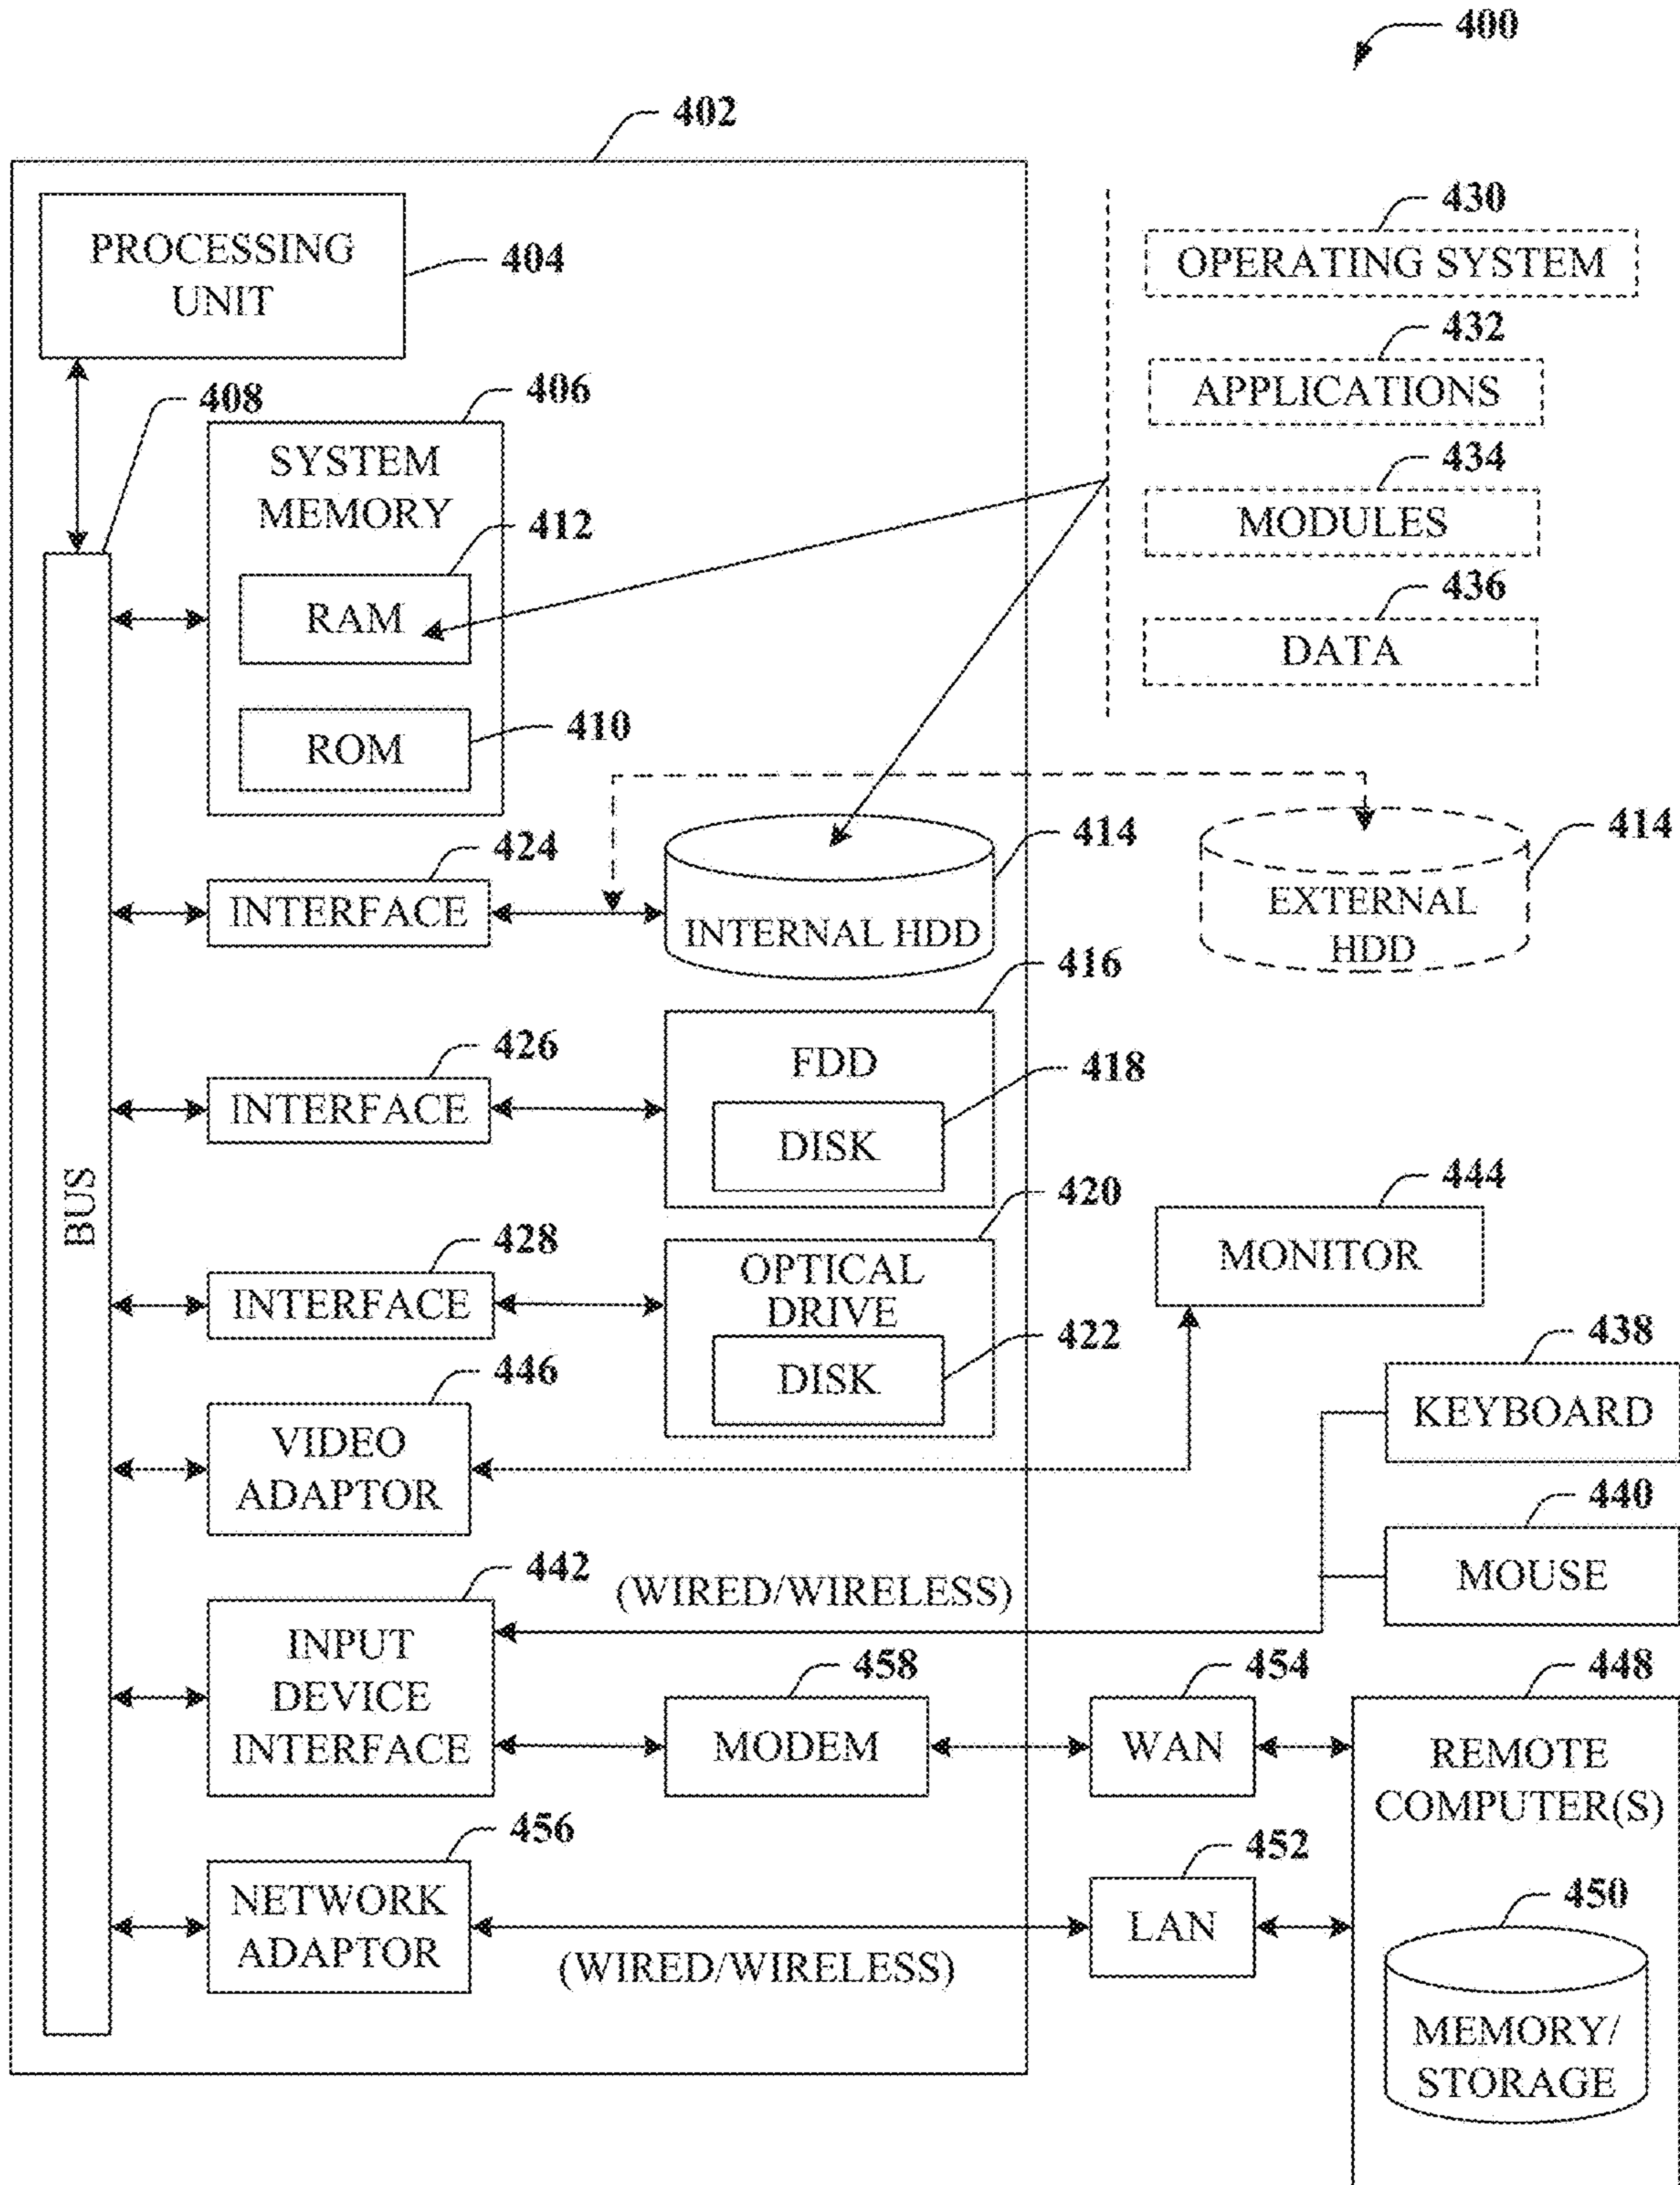 400
402
PROCESSING
UNIT
404
430
OPERATING SYSTEM
432
APPLICATIONS
434
MODULES
436
DATA
408
406
SYSTEM
MEMORY
412
RAM
410
ROM
BUS
424
INTERFACE
414
INTERNAL HDD
414
EXTERNAL
HDD
426
INTERFACE
416
FDD
418
DISK
428
INTERFACE
420
OPTICAL
DRIVE
422
DISK
444
MONITOR
446
VIDEO
ADAPTOR
438
KEYBOARD
440
MOUSE
442
INPUT
DEVICE
INTERFACE
(WIRED/WIRELESS)
458
MODEM
454
WAN
448
REMOTE
COMPUTER(S)
456
NETWORK
ADAPTOR
(WIRED/WIRELESS)
452
LAN
450
MEMORY/
STORAGE